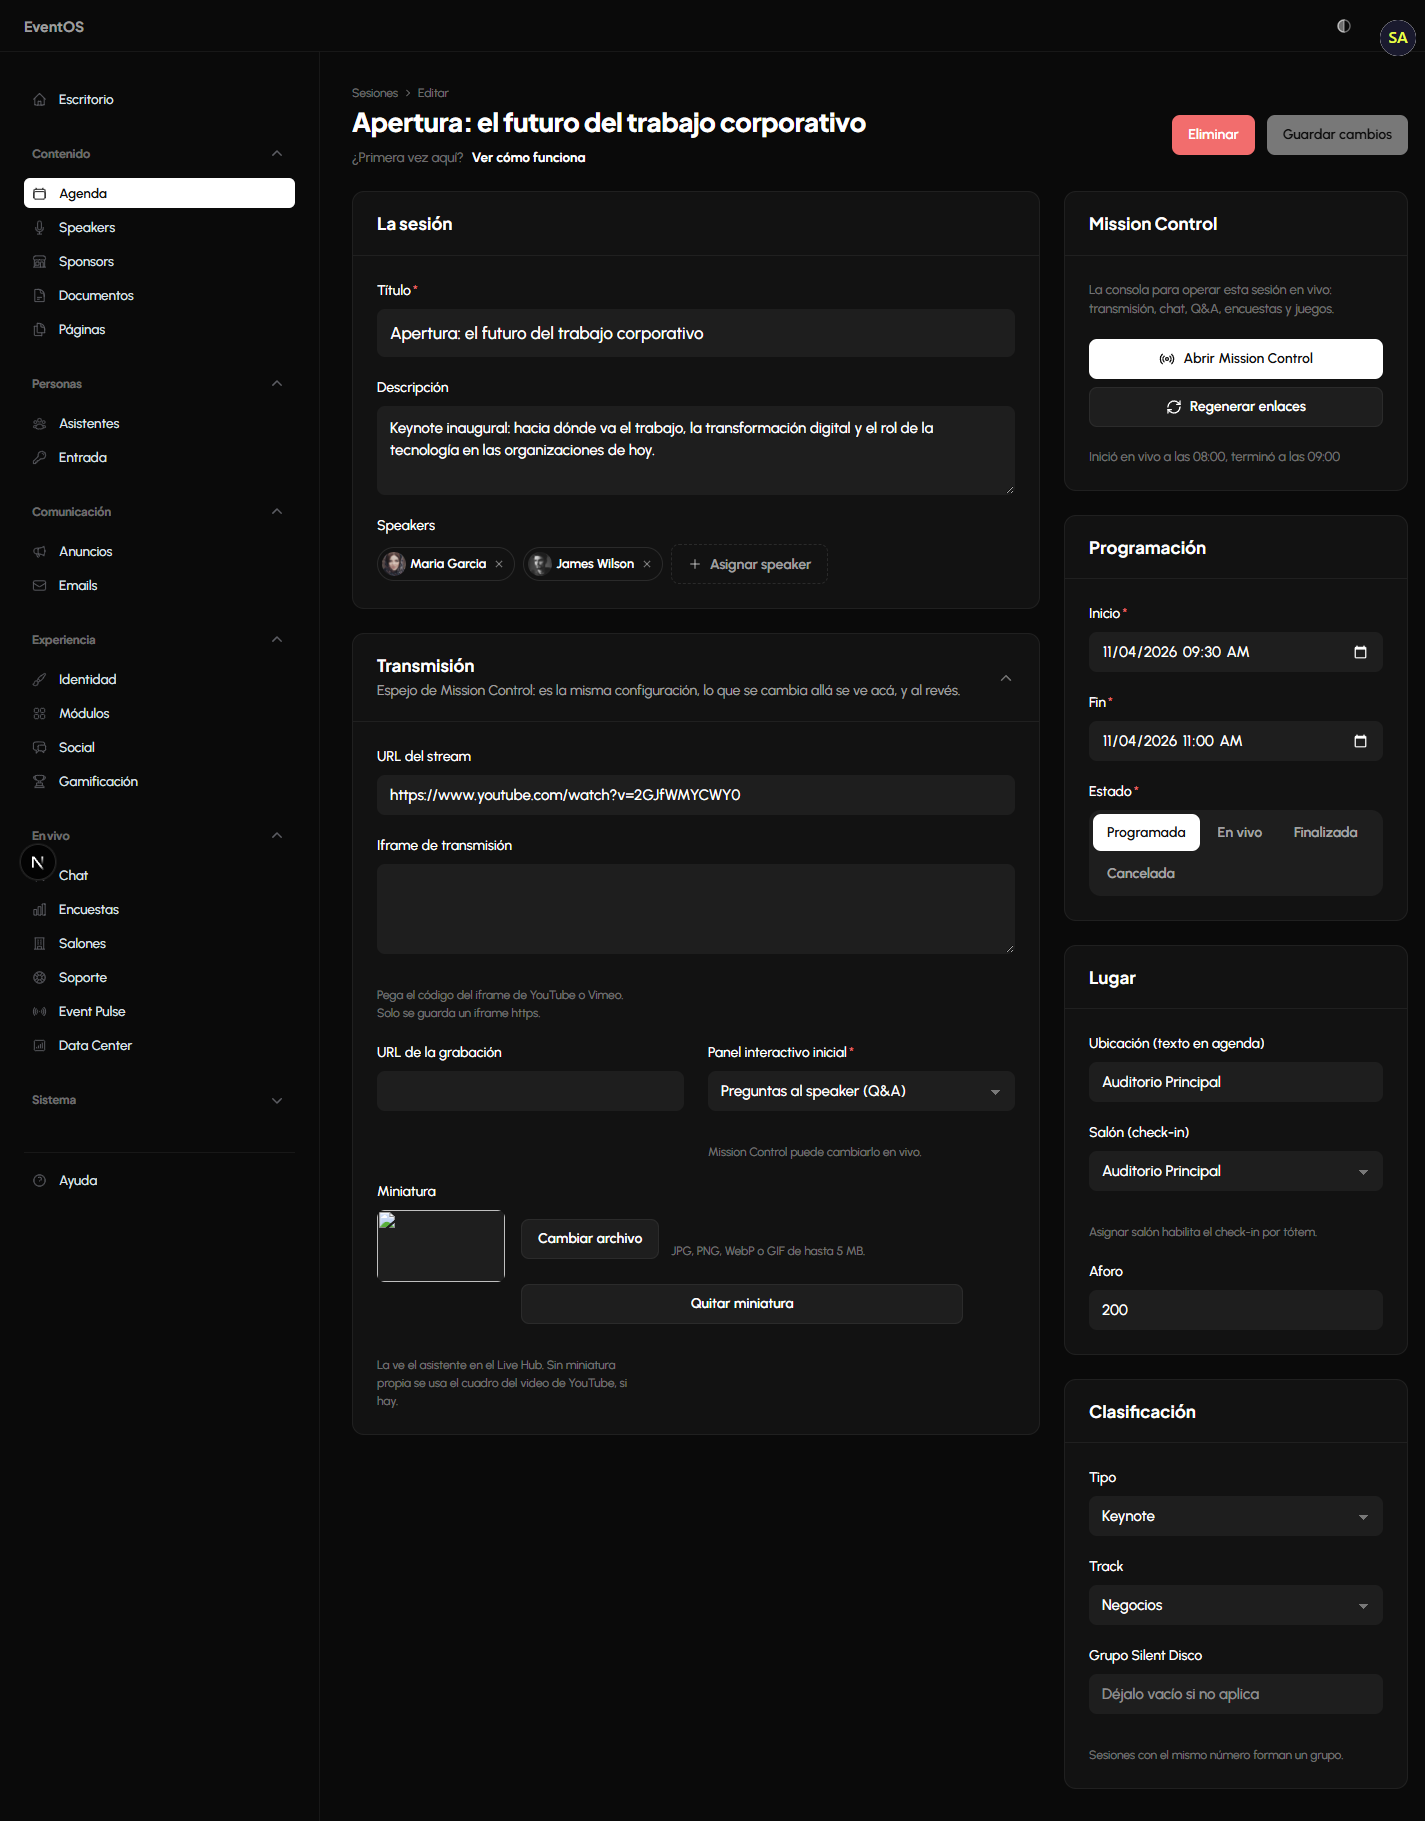 EventOS
SA
Escritorio
Contenido
Agenda
Speakers
Sponsors
Documentos
Páginas
Personas
Asistentes
Entrada
Comunicación
Anuncios
Emails
Experiencia
Identidad
Módulos
Social
Gamificación
En vivo
N
Chat
Encuestas
Salones
Soporte
Event Pulse
Data Center
Sistema
Ayuda
Sesiones > Editar
Apertura: el futuro del trabajo corporativo
¿Primera vez aquí? Ver cómo funciona
Eliminar
Guardar cambios
La sesión
Título*
Apertura: el futuro del trabajo corporativo
Descripción
Keynote inaugural: hacia dónde va el trabajo, la transformación digital y el rol de la
tecnología en las organizaciones de hoy.
Speakers
Maria Garcia ×
James Wilson ×
+ Asignar speaker
Transmisión
Espejo de Mission Control: es la misma configuración, lo que se cambia allá se ve acá, y al revés.
URL del stream
https://www.youtube.com/watch?v=2GJfWMYCWY0
Iframe de transmisión
Pega el código del iframe de YouTube o Vimeo.
Solo se guarda un iframe https.
URL de la grabación
Panel interactivo inicial*
Preguntas al speaker (Q&A)
Mission Control puede cambiarlo en vivo.
Miniatura
Cambiar archivo
JPG, PNG, WebP o GIF de hasta 5 MB.
Quitar miniatura
La ve el asistente en el Live Hub. Sin miniatura
propia se usa el cuadro del video de YouTube, si
hay.
Mission Control
La consola para operar esta sesión en vivo:
transmisión, chat, Q&A, encuestas y juegos.
Abrir Mission Control
Regenerar enlaces
Inició en vivo a las 08:00, terminó a las 09:00
Programación
Inicio*
11/04/2026 09:30 AM
Fin*
11/04/2026 11:00 AM
Estado*
Programada
En vivo
Finalizada
Cancelada
Lugar
Ubicación (texto en agenda)
Auditorio Principal
Salón (check-in)
Auditorio Principal
Asignar salón habilita el check-in por tótem.
Aforo
200
Clasificación
Tipo
Keynote
Track
Negocios
Grupo Silent Disco
Déjalo vacío si no aplica
Sesiones con el mismo número forman un grupo.